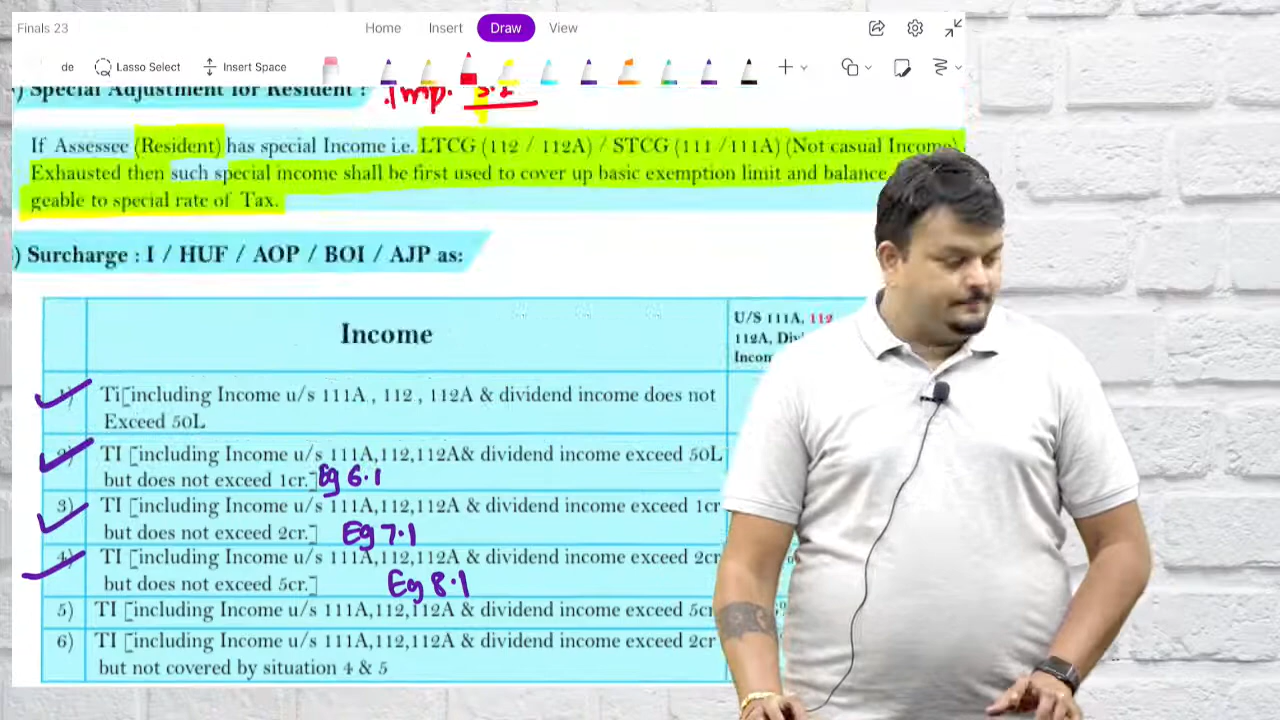 Finals 23
Home Insert Draw View
de Lasso Select Insert Space
) Special Adjustment for Resident : .Imp.
If Assessee (Resident) has special Income i.e. LTCG (112 / 112A) / STCG (111 /111A) (Not casual Income)
Exhausted then such special income shall be first used to cover up basic exemption limit and balance
geable to special rate of Tax.
) Surcharge : I / HUF / AOP / BOI / AJP as:
Income
U/S 111A, 112
112A,
1) Ti[including Income u/s 111A , 112 , 112A & dividend income does not
Exceed 50L
2) TI [including Income u/s 111A,112,112A& dividend income exceed 50L
but does not exceed 1cr.] Eg 6.1
3) TI [including Income u/s 111A,112,112A & dividend income exceed 1cr
but does not exceed 2cr.] Eg 7.1
4) TI [including Income u/s 111A,112,112A & dividend income exceed 2cr
but does not exceed 5cr.] Eg 8.1
5) TI [including Income u/s 111A,112,112A & dividend income exceed 5cr
6) TI [including Income u/s 111A,112,112A & dividend income exceed 2cr
but not covered by situation 4 & 5